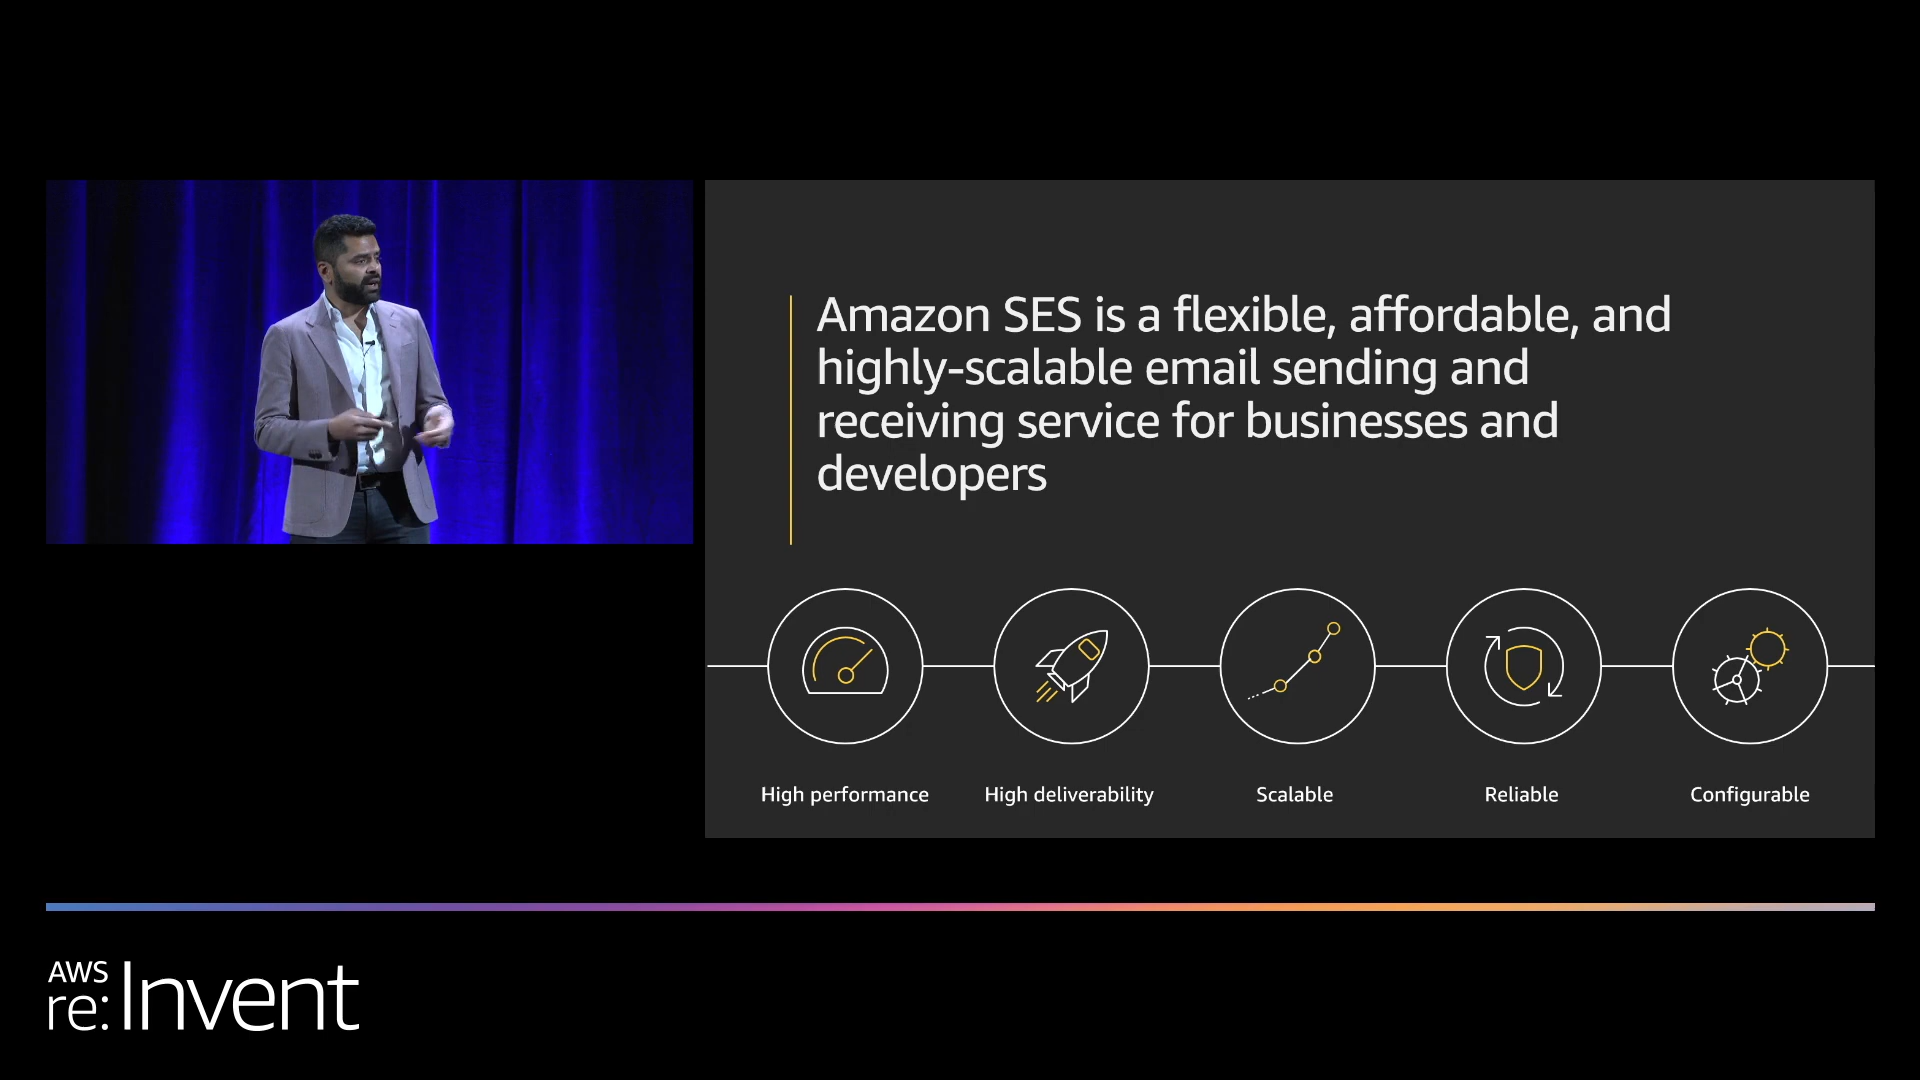 Amazon SES is a flexible, affordable, and
highly-scalable email sending and
receiving service for businesses and
developers
High performance
High deliverability
Scalable
Reliable
Configurable
AWS
re:Invent